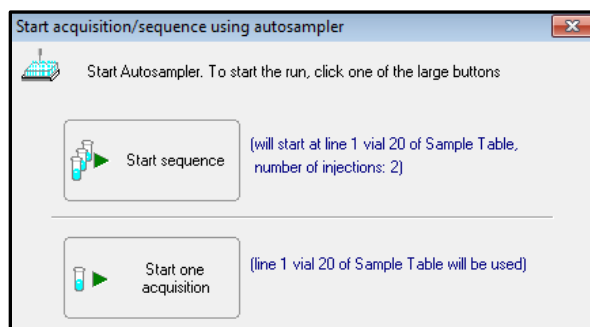 Start acquisition/sequence using autosampler
Start Autosampler. To start the run, click one of the large buttons
Start sequence
(will start at line 1 vial 20 of Sample Table,
number of injections: 2)
Start one
acquisition
(line 1 vial 20 of Sample Table will be used)